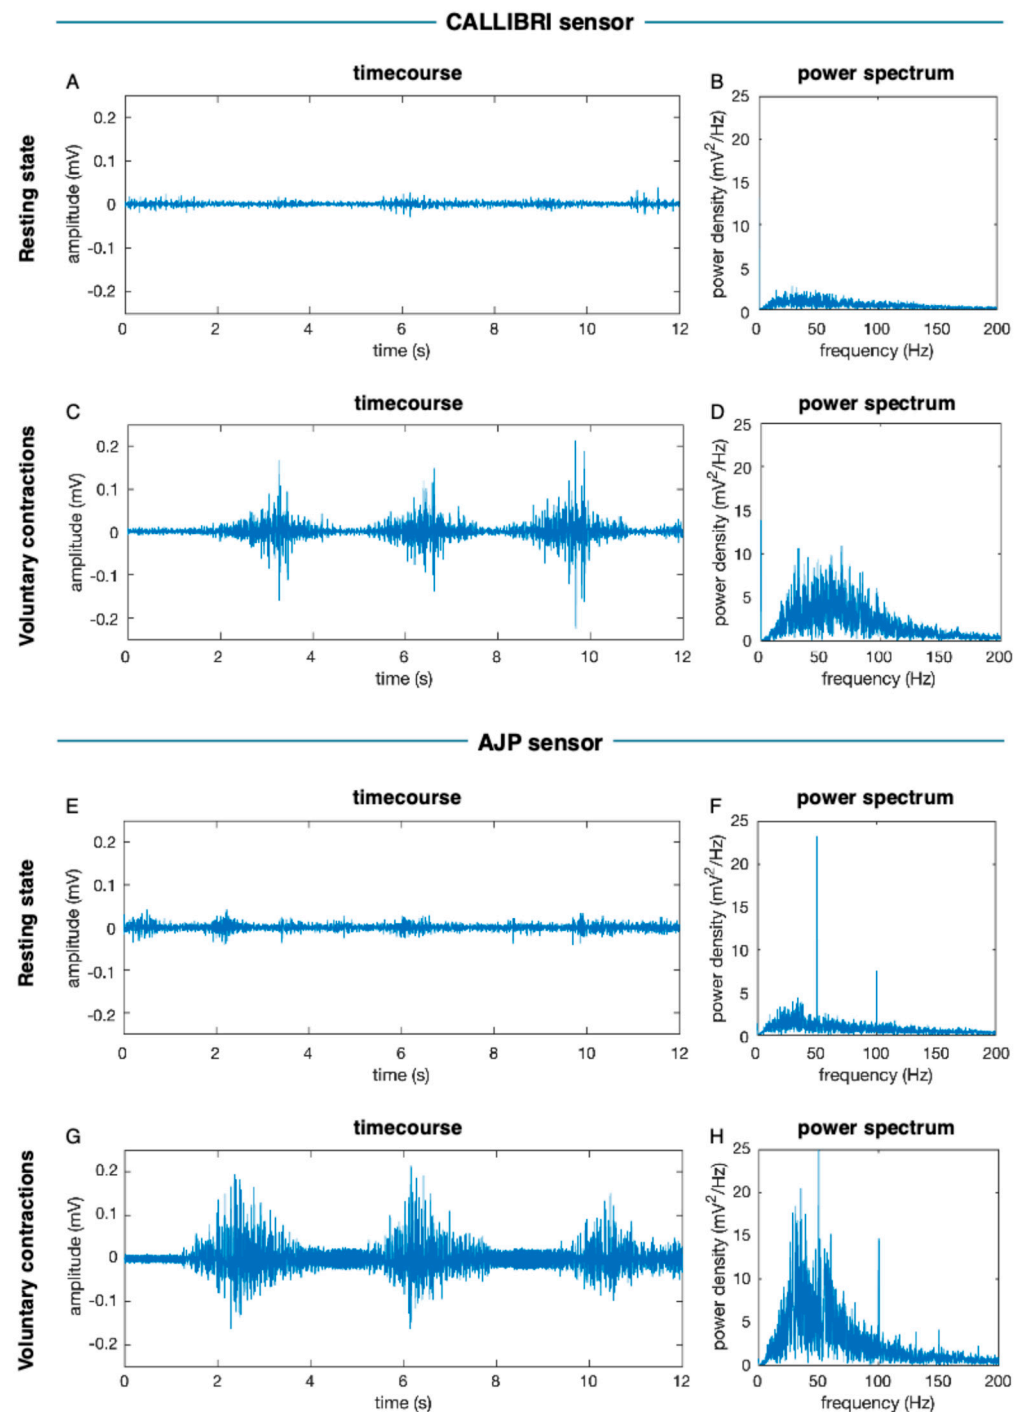 CALLIBRI sensor
A
timecourse
B
power spectrum
Resting state
amplitude (mV)
0.2
0.1
0
-0.1
-0.2
0 2 4 6 8 10 12
time (s)
power density (mV²/Hz)
25
20
15
10
5
0
0 50 100 150 200
frequency (Hz)
C
timecourse
D
power spectrum
Voluntary contractions
amplitude (mV)
0.2
0.1
0
-0.1
-0.2
0 2 4 6 8 10 12
time (s)
power density (mV²/Hz)
25
20
15
10
5
0
0 50 100 150 200
frequency (Hz)
AJP sensor
E
timecourse
F
power spectrum
Resting state
amplitude (mV)
0.2
0.1
0
-0.1
-0.2
0 2 4 6 8 10 12
time (s)
power density (mV²/Hz)
25
20
15
10
5
0
0 50 100 150 200
frequency (Hz)
G
timecourse
H
power spectrum
Voluntary contractions
amplitude (mV)
0.2
0.1
0
-0.1
-0.2
0 2 4 6 8 10 12
time (s)
power density (mV²/Hz)
25
20
15
10
5
0
0 50 100 150 200
frequency (Hz)